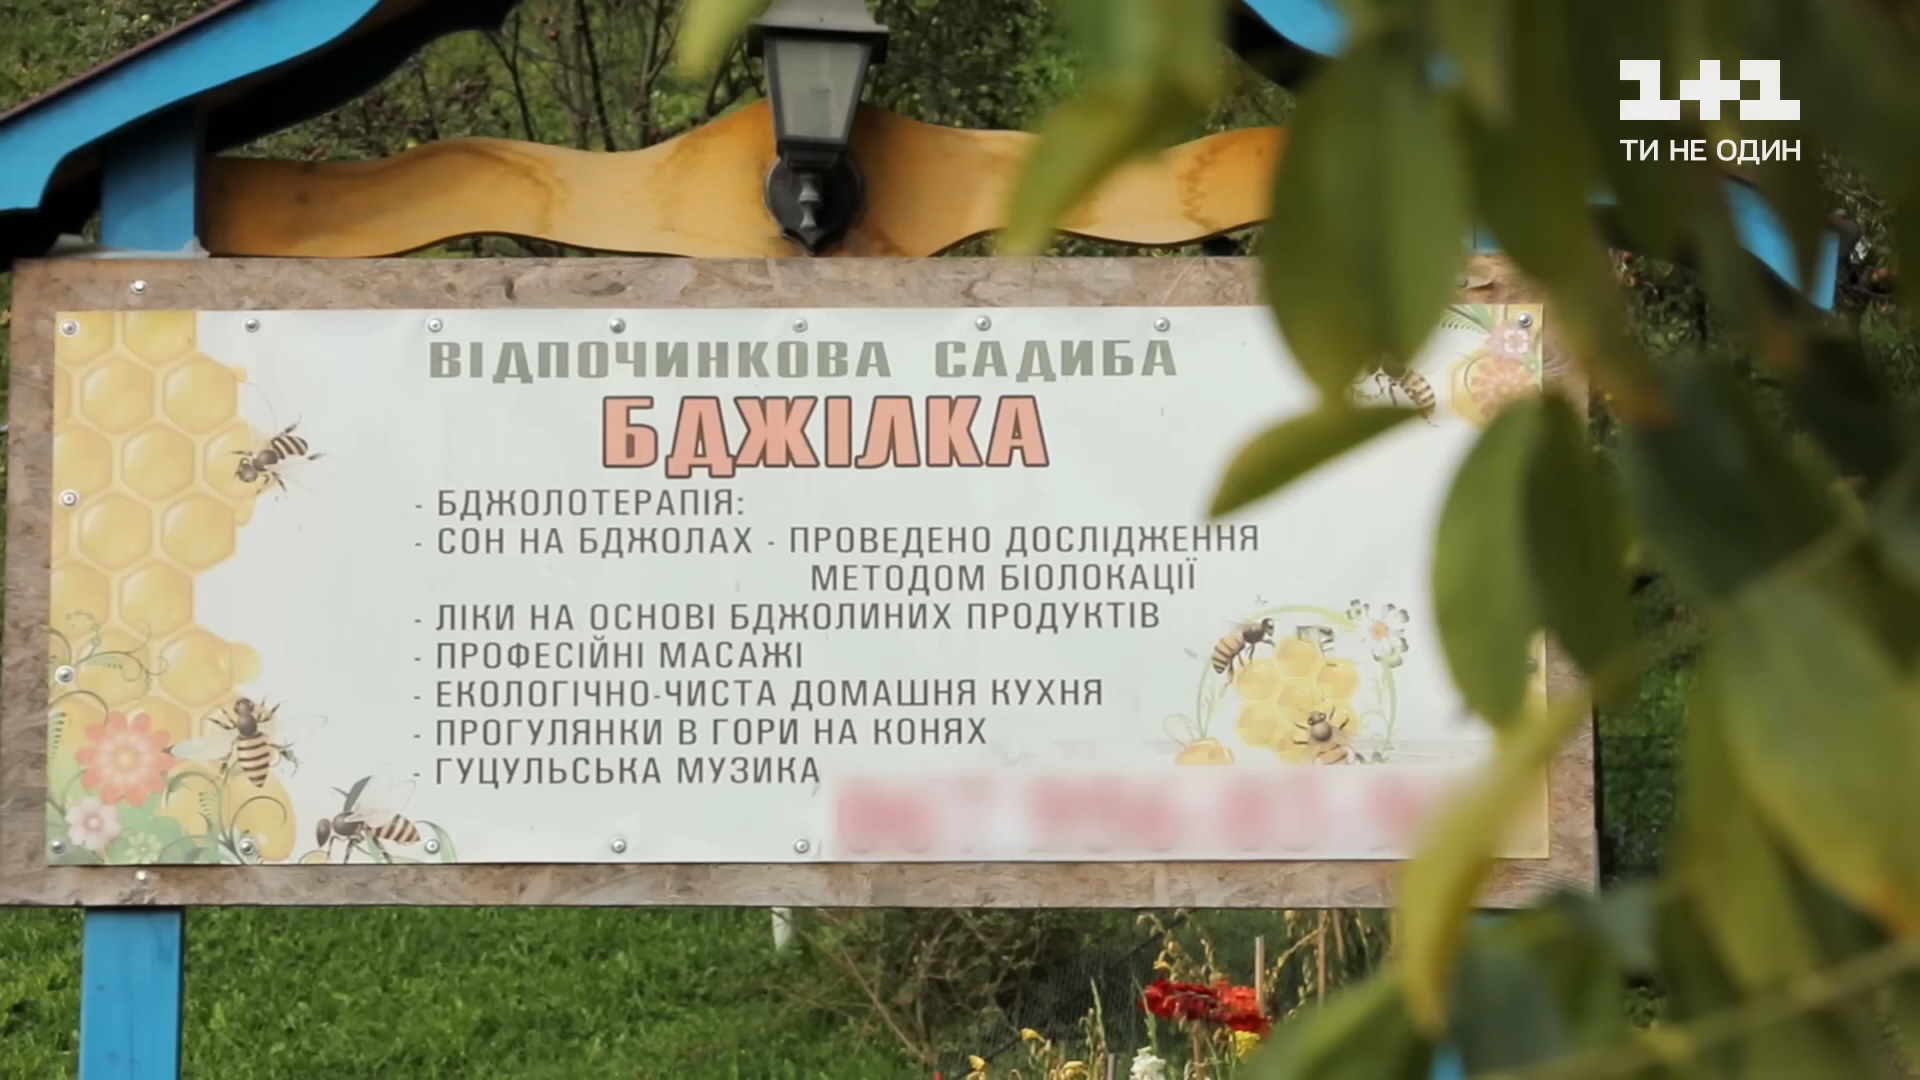 1+1
ТИ НЕ ОДИН
ВІДПОЧИНКОВА САДИБА
БДЖІЛКА
- БДЖОЛОТЕРАПІЯ:
- СОН НА БДЖОЛАХ - ПРОВЕДЕНО ДОСЛІДЖЕННЯ
МЕТОДОМ БІОЛОКАЦІЇ
- ЛІКИ НА ОСНОВІ БДЖОЛИНИХ ПРОДУКТІВ
- ПРОФЕСІЙНІ МАСАЖІ
- ЕКОЛОГІЧНО-ЧИСТА ДОМАШНЯ КУХНЯ
- ПРОГУЛЯНКИ В ГОРИ НА КОНЯХ
- ГУЦУЛЬСЬКА МУЗИКА